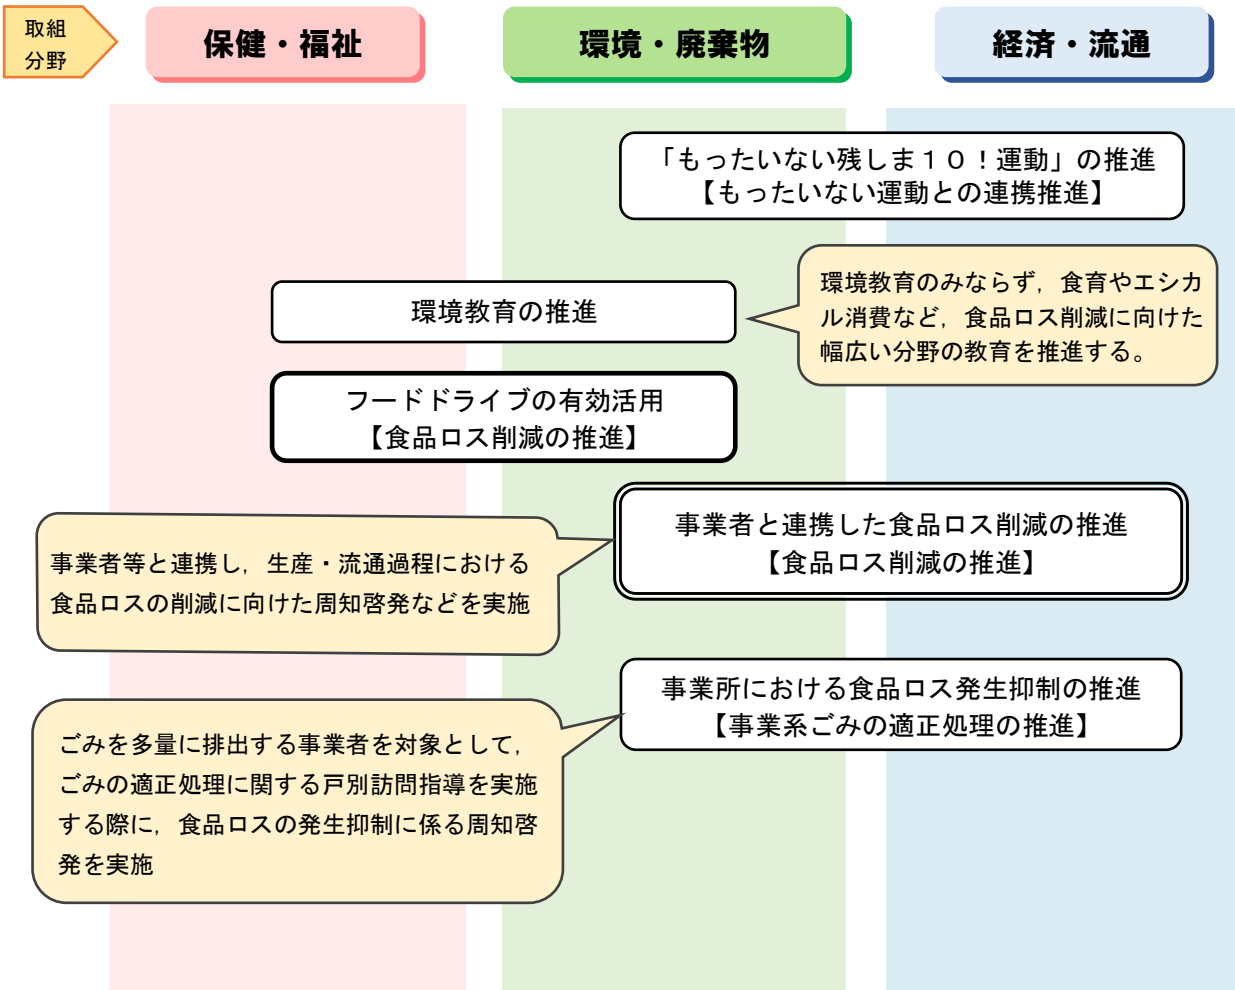 取組
分野
保健・福祉
環境・廃棄物
経済・流通
「もったいない残しま１０！運動」の推進
【もったいない運動との連携推進】
環境教育の推進
環境教育のみならず，食育やエシカ
ル消費など，食品ロス削減に向けた
幅広い分野の教育を推進する。
フードドライブの有効活用
【食品ロス削減の推進】
事業者と連携した食品ロス削減の推進
【食品ロス削減の推進】
事業者等と連携し，生産・流通過程における
食品ロスの削減に向けた周知啓発などを実施
事業所における食品ロス発生抑制の推進
【事業系ごみの適正処理の推進】
ごみを多量に排出する事業者を対象として，
ごみの適正処理に関する戸別訪問指導を実施
する際に，食品ロスの発生抑制に係る周知啓
発を実施